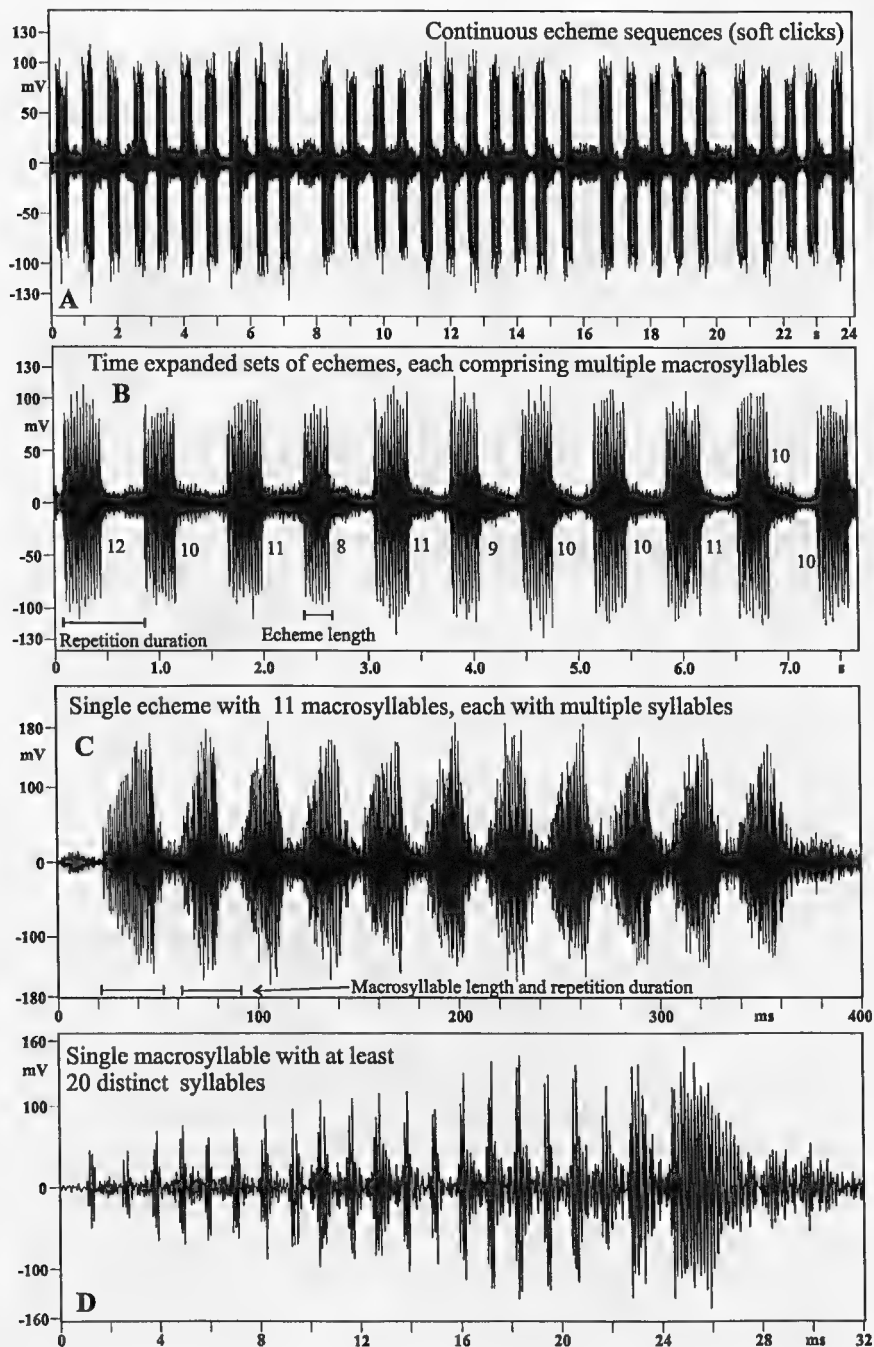 Continuous echeme sequences (soft clicks)
130
100
mV
50
0
-50
-100
-130
A
0 2 4 6 8 10 12 14 16 18 20 22 s 24
Time expanded sets of echemes, each comprising multiple macrosyllables
B
130
100
mV
50
0
-50
-100
-130
10
12 10 11 8 11 9 10 10 11 10
Repetition duration
Echeme length
0 1.0 2.0 3.0 4.0 5.0 6.0 7.0 s
Single echeme with 11 macrosyllables, each with multiple syllables
C
180
mV
100
0
-100
-180
Macrosyllable length and repetition duration
0 100 200 300 ms 400
Single macrosyllable with at least
20 distinct syllables
160
mV
100
0
-100
-160
D
0 4 8 12 16 20 24 28 ms 32